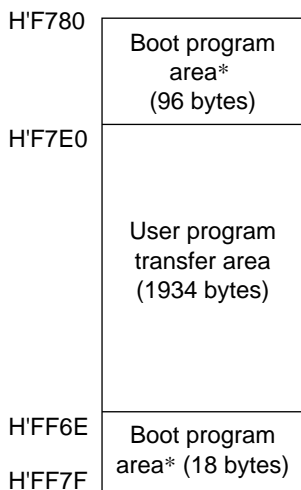 H'F780
Boot program
area*
(96 bytes)
H'F7E0
User program
transfer area
(1934 bytes)
H'FF6E
Boot program
area* (18 bytes)
H'FF7F